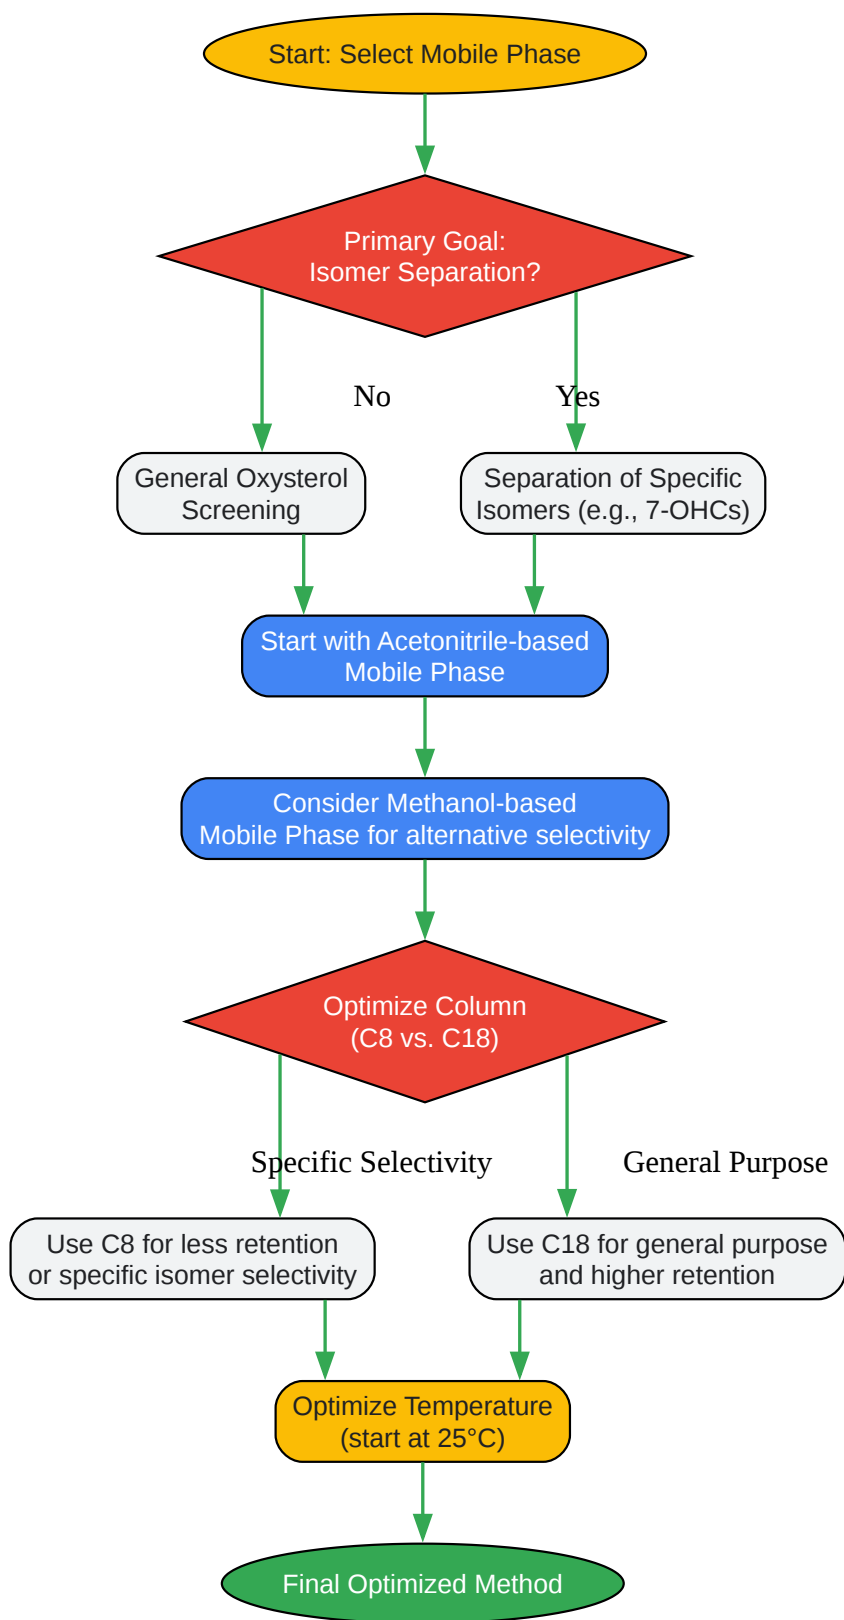 Start: Select Mobile Phase
Primary Goal:
Isomer Separation?
No
Yes
General Oxysterol
Screening
Separation of Specific
Isomers (e.g., 7-OHCs)
Start with Acetonitrile-based
Mobile Phase
Consider Methanol-based
Mobile Phase for alternative selectivity
Optimize Column
(C8 vs. C18)
Specific Selectivity
General Purpose
Use C8 for less retention
or specific isomer selectivity
Use C18 for general purpose
and higher retention
Optimize Temperature
(start at 25°C)
Final Optimized Method